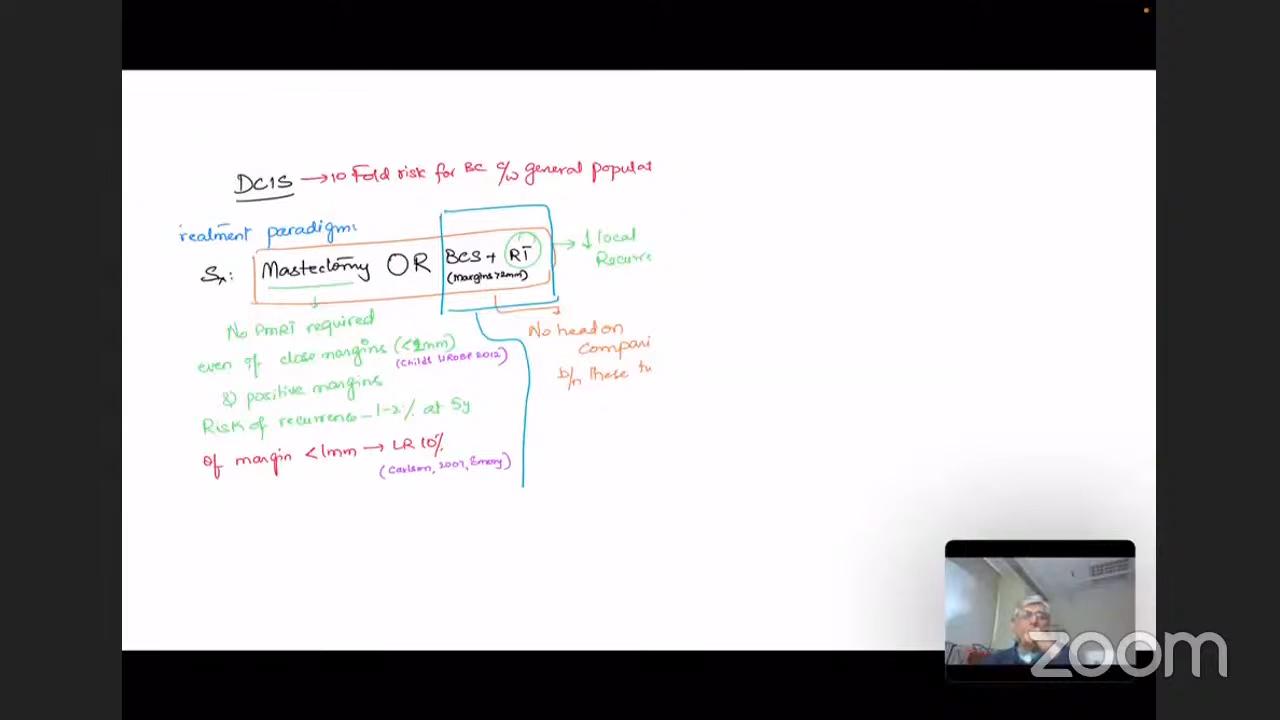 DCIS → 10 Fold risk for BC c/w general populat
realment paradigm
Sx: Mastectomy OR BCS + RT → ↓ local
(margins >2mm) Recurre
No PMRT required
even if close margins (<2mm)
(Childs IJROBP 2012)
& positive margins
Risk of recurrence - 1-2% at 5y
If margin <1mm → LR 10%
(Carlson, 2007, Emory)
No head on
Compari
b/n these tw
zoom